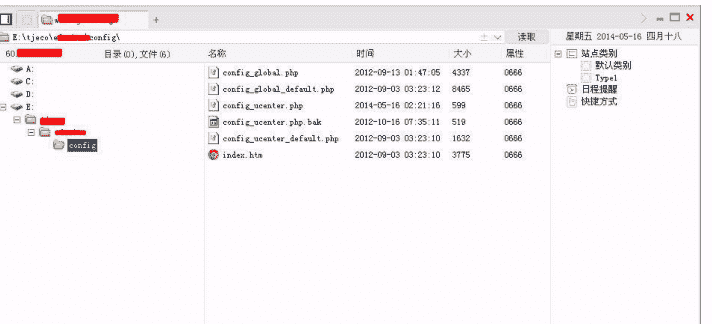 E:\tjeco\ config\
读取
星期五 2014-05-16 四月十八
60
目录(0),文件(6)
名称 时间 大小 属性
A:
C:
D:
E:
config
config_global.php 2012-09-13 01:47:05 4337 0666
config_global_default.php 2012-09-03 03:23:12 8465 0666
config_ucenter.php 2014-05-16 02:21:16 599 0666
config_ucenter.php.bak 2012-10-16 07:35:11 519 0666
config_ucenter_default.php 2012-09-03 03:23:10 1632 0666
index.htm 2012-09-03 03:23:10 3775 0666
站点类别
默认类别
Type1
日程提醒
快捷方式